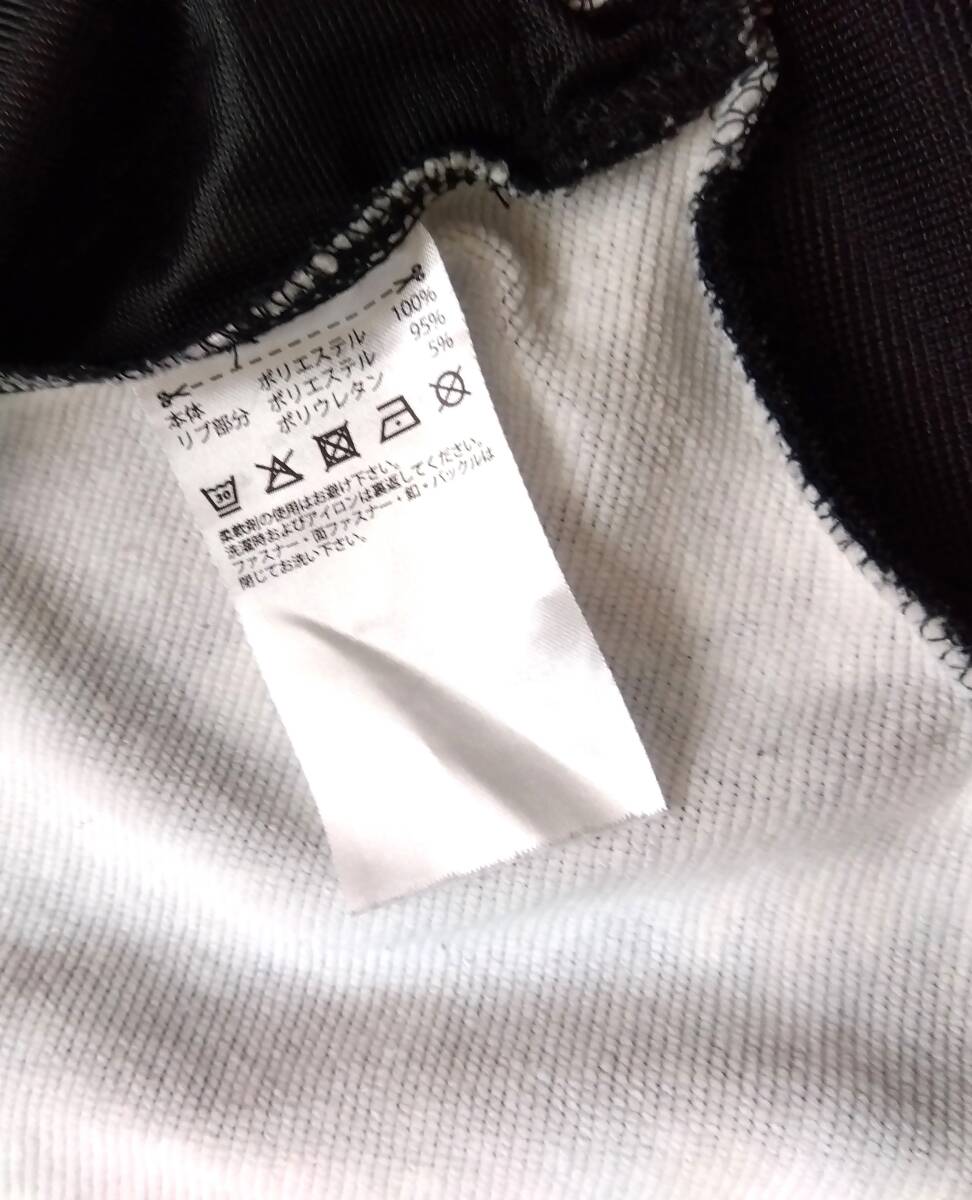 本体 ポリエステル 100%
リブ部分 ポリエステル 95%
ポリウレタン 5%
30
柔軟剤の使用はお避け下さい。
洗濯時およびアイロンは裏返してください。
ファスナー・面ファスナー・釦・バックルは
閉じてお洗い下さい。